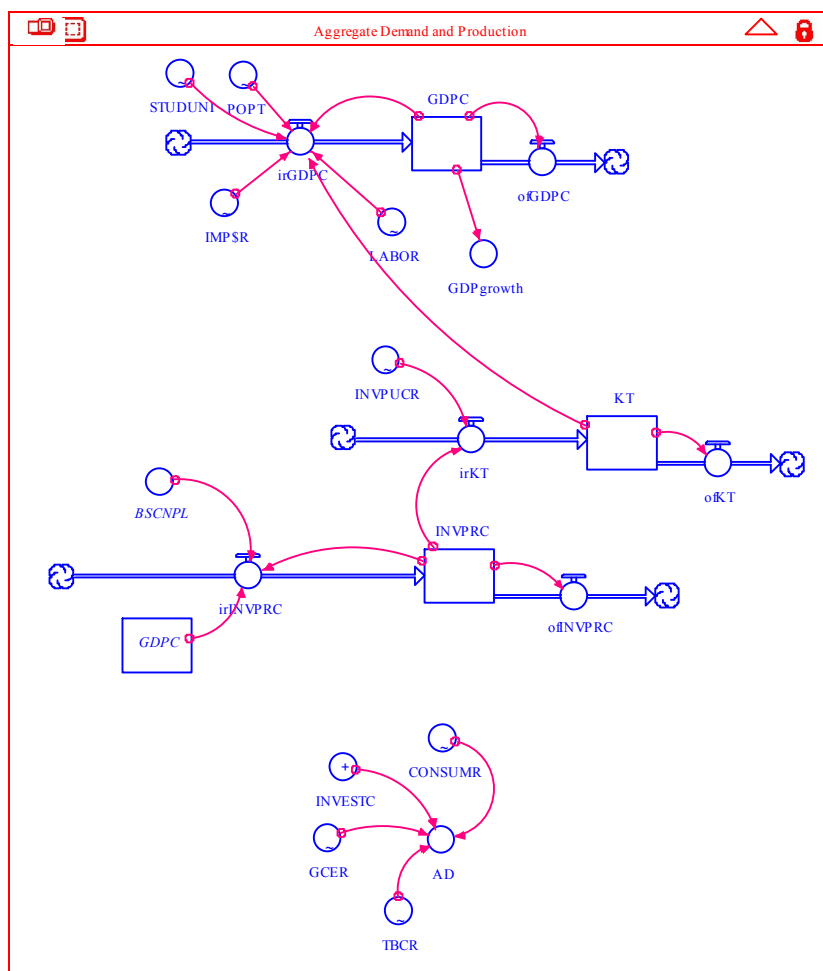 Aggregate Demand and Production
STUDUNI
POPT
GDPC
irGDPC
ofGDPC
IMP$R
LABOR
GDPgrowth
INVPUCR
KT
irKT
ofKT
BSCNPL
INVPRC
irINVPRC
ofINVPRC
GDPC
CONSUMR
INVESTC
GCER
AD
TBCR